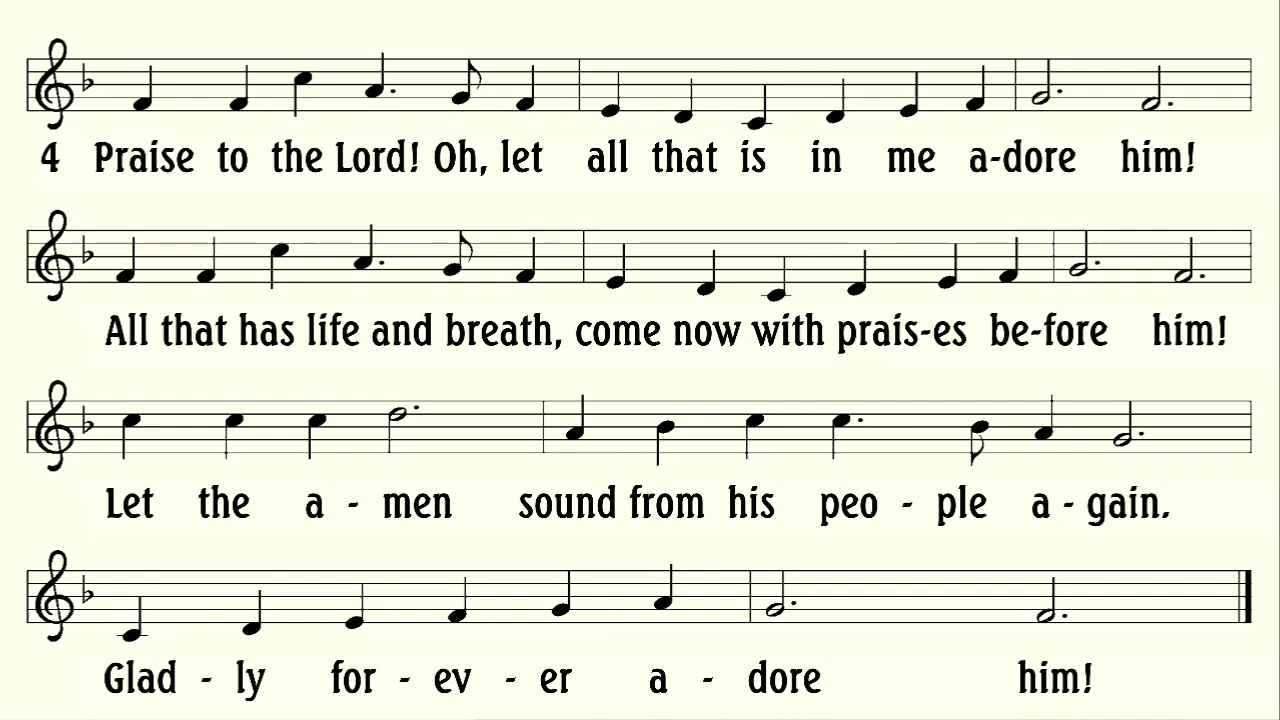 4 Praise to the Lord! Oh, let all that is in me a-dore him!
All that has life and breath, come now with prais-es be-fore him!
Let the a - men sound from his peo - ple a - gain.
Glad - ly for - ev - er a - dore him!